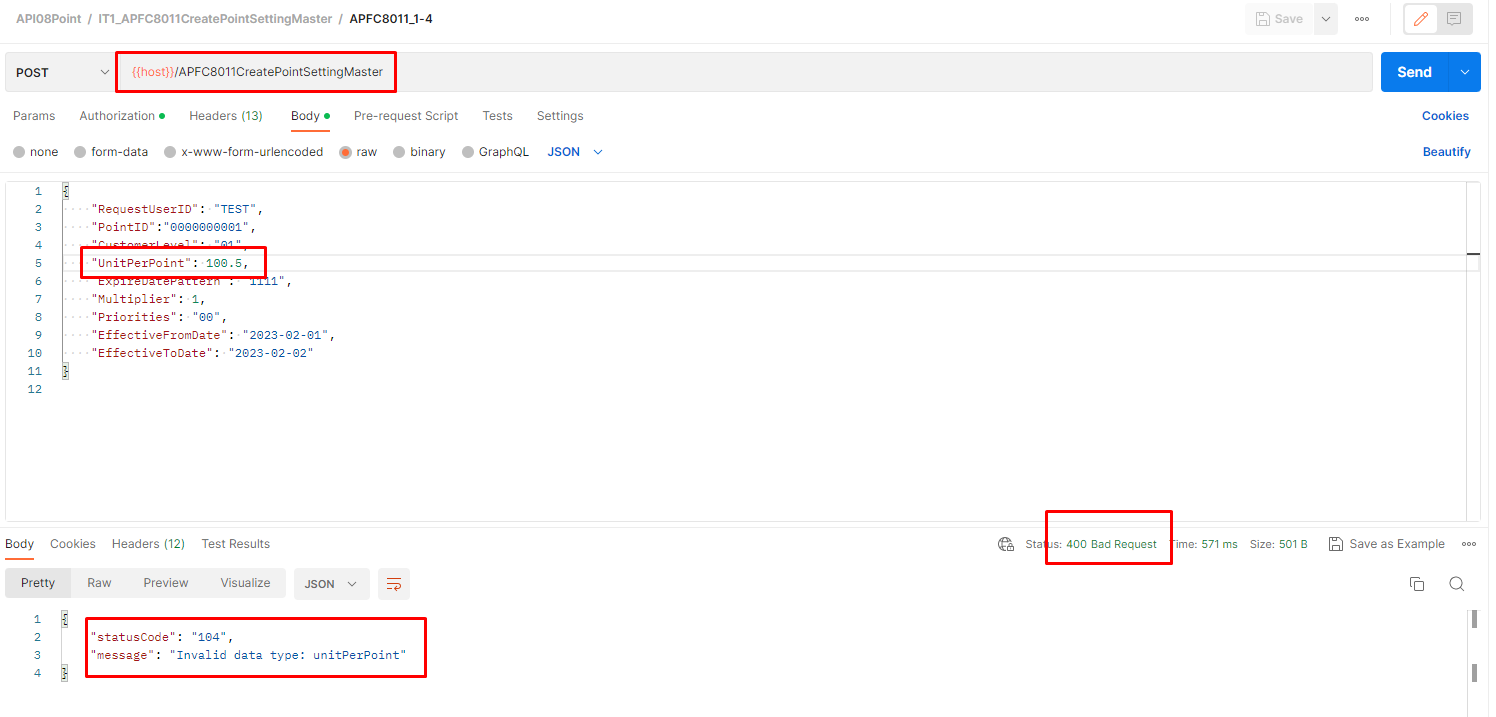 API08Point / IT1_APFC8011CreatePointSettingMaster / APFC8011_1-4
Save
POST {{host}}/APFC8011CreatePointSettingMaster Send
Params Authorization Headers (13) Body Pre-request Script Tests Settings Cookies
none form-data x-www-form-urlencoded raw binary GraphQL JSON Beautify
1 {
2 "RequestUserID": "TEST",
3 "PointID":"0000000001",
4 "CustomerLevel": "01",
5 "UnitPerPoint": 100.5,
6 "ExpireDatePattern": "1111",
7 "Multiplier": 1,
8 "Priorities": "00",
9 "EffectiveFromDate": "2023-02-01",
10 "EffectiveToDate": "2023-02-02"
11 }
12
Body Cookies Headers (12) Test Results Status: 400 Bad Request Time: 571 ms Size: 501 B Save as Example
Pretty Raw Preview Visualize JSON
1 {
2 "statusCode": "104",
3 "message": "Invalid data type: unitPerPoint"
4 }